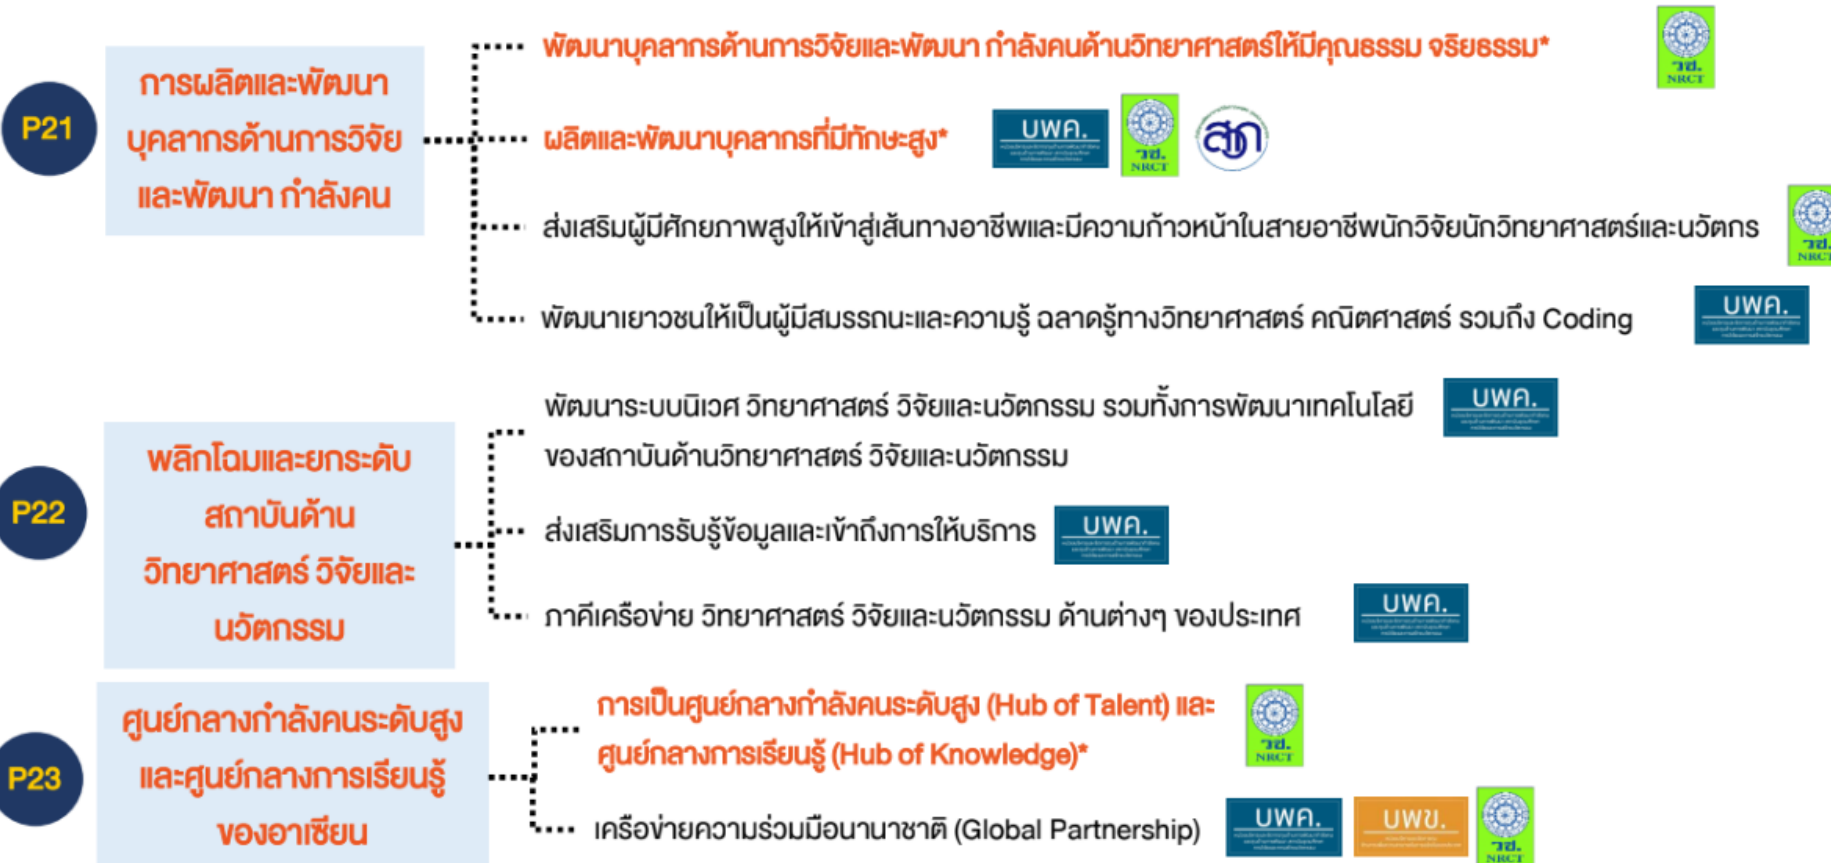 P21
การผลิตและพัฒนา
บุคลากรด้านการวิจัย
และพัฒนา กำลังคน
พัฒนาบุคลากรด้านการวิจัยและพัฒนา กำลังคนด้านวิทยาศาสตร์ให้มีคุณธรรม จริยธรรม*
วช.
NRCT
ผลิตและพัฒนาบุคลากรที่มีทักษะสูง*
บพค.
วช.
NRCT
สก
ส่งเสริมผู้มีศักยภาพสูงให้เข้าสู่เส้นทางอาชีพและมีความก้าวหน้าในสายอาชีพนักวิจัยนักวิทยาศาสตร์และนวัตกร
วช.
NRCT
พัฒนาเยาวชนให้เป็นผู้มีสมรรถนะและความรู้ ฉลาดรู้ทางวิทยาศาสตร์ คณิตศาสตร์ รวมถึง Coding
บพค.
P22
พลิกโฉมและยกระดับ
สถาบันด้าน
วิทยาศาสตร์ วิจัยและ
นวัตกรรม
พัฒนาระบบนิเวศ วิทยาศาสตร์ วิจัยและนวัตกรรม รวมทั้งการพัฒนาเทคโนโลยี
ของสถาบันด้านวิทยาศาสตร์ วิจัยและนวัตกรรม
บพค.
ส่งเสริมการรับรู้ข้อมูลและเข้าถึงการให้บริการ
บพค.
ภาคีเครือข่าย วิทยาศาสตร์ วิจัยและนวัตกรรม ด้านต่างๆ ของประเทศ
บพค.
P23
ศูนย์กลางกำลังคนระดับสูง
และศูนย์กลางการเรียนรู้
ของอาเซียน
การเป็นศูนย์กลางกำลังคนระดับสูง (Hub of Talent) และ
ศูนย์กลางการเรียนรู้ (Hub of Knowledge)*
วช.
NRCT
เครือข่ายความร่วมมือนานาชาติ (Global Partnership)
บพค.
บพข.
วช.
NRCT